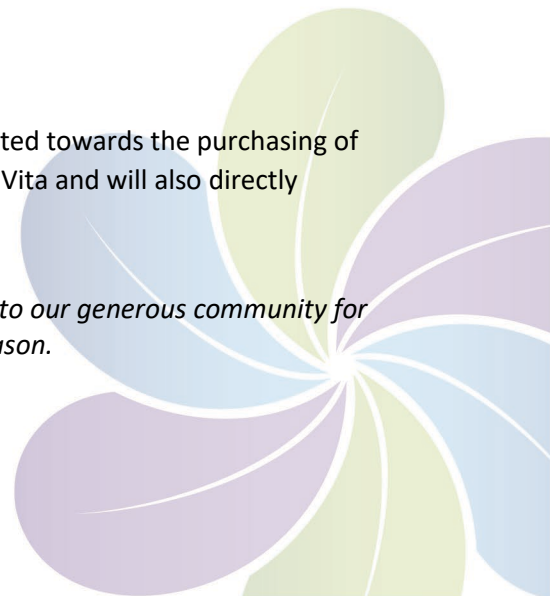 ted towards the purchasing of
Vita and will also directly
to our generous community for
ason.